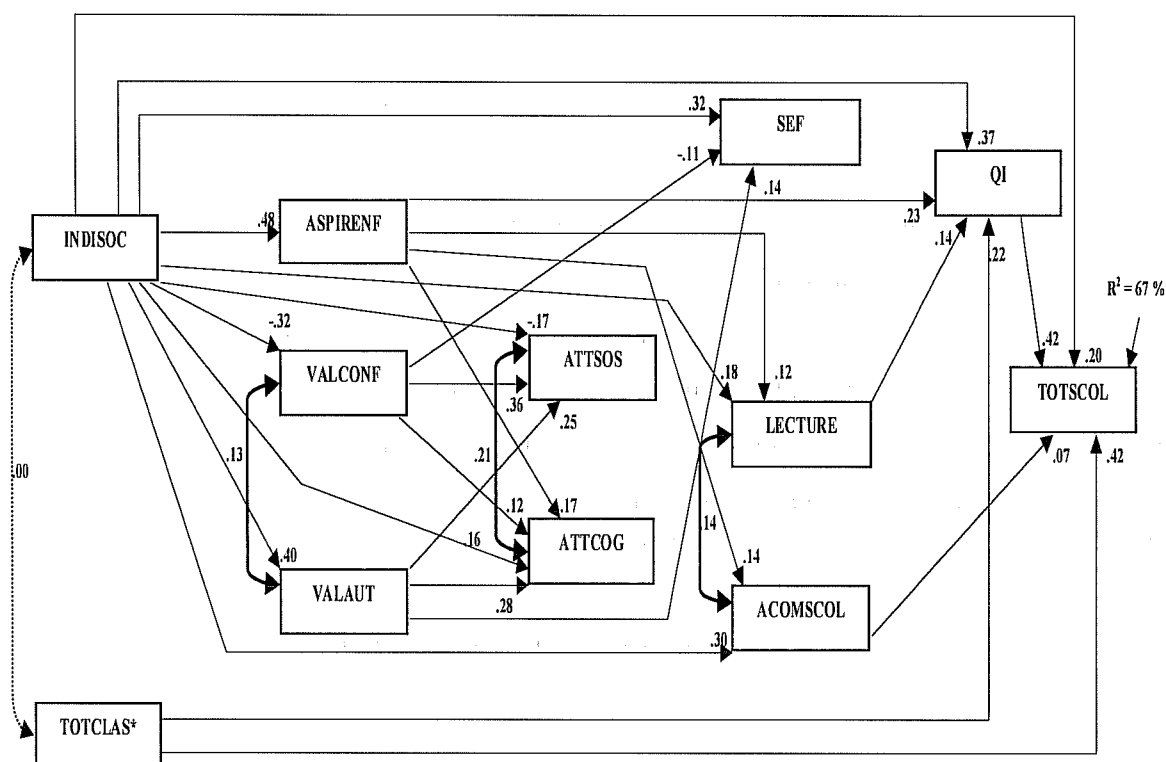 .32
SEF
-.11
.37
QI
.14
.23
.14
.22
.48
ASPIRENF
INDISOC
R² = 67 %
-.32
-.17
VALCONF
ATTSOS
.36
.25
.18
.12
LECTURE
.42
.20
TOTSCOL
.07
.42
.13
.21
.00
.12
.17
ATTCOG
.16
.14
.14
.40
VALAUT
.28
ACOMSCOL
.30
TOTCLAS*